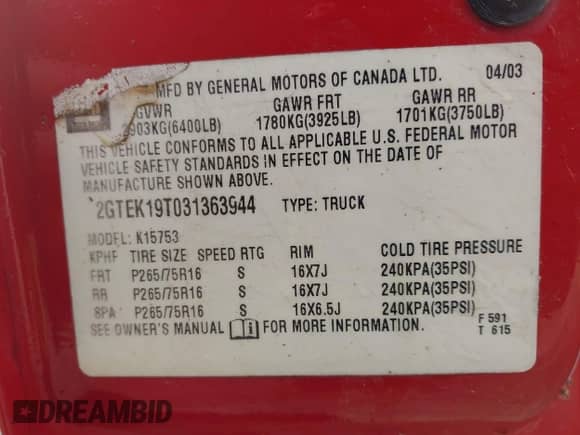 MFD BY GENERAL MOTORS OF CANADA LTD. 04/03
GVWR GAWR FRT GAWR RR
903KG(6400LB) 1780KG(3925LB) 1701KG(3750LB)
THIS VEHICLE CONFORMS TO ALL APPLICABLE U.S. FEDERAL MOTOR
VEHICLE SAFETY STANDARDS IN EFFECT ON THE DATE OF
MANUFACTURE SHOWN ABOVE.
2GTEK19T031363944 TYPE: TRUCK
MODEL: K15753
KPHF TIRE SIZE SPEED RTG RIM COLD TIRE PRESSURE
FRT P265/75R16 S 16X7J 240KPA(35PSI)
RR P265/75R16 S 16X7J 240KPA(35PSI)
SPA P265/75R16 S 16X6.5J 240KPA(35PSI)
SEE OWNER'S MANUAL FOR MORE INFORMATION.
F 591
T 615
DREAMBID